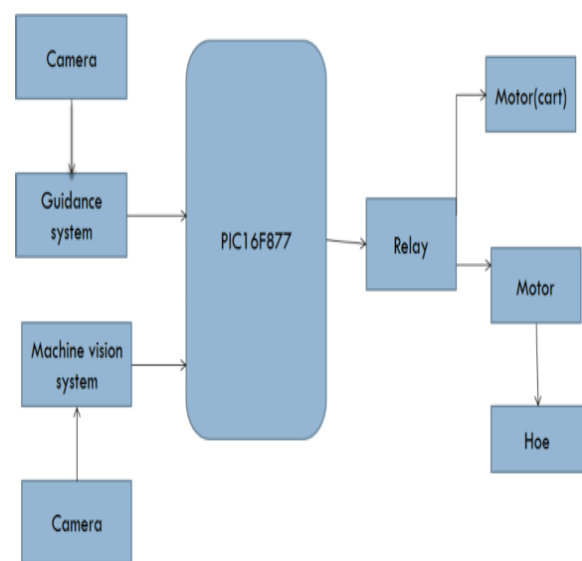 Camera
Guidance
system
Machine vision
system
Camera
PIC16F877
Relay
Motor(cart)
Motor
Hoe